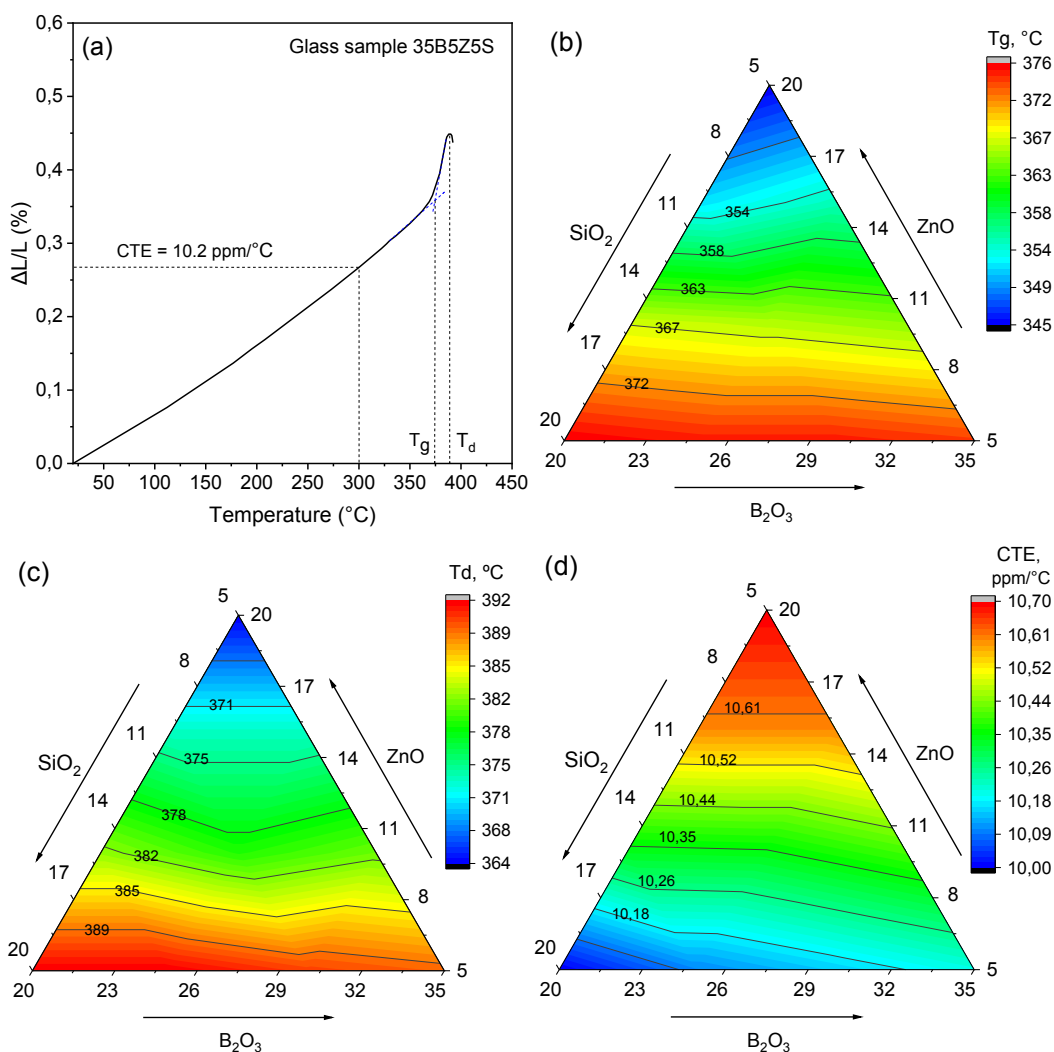 (a)
Glass sample 35B5Z5S
0,6
0,5
0,4
0,3
0,2
0,1
0,0
ΔL/L (%)
CTE = 10.2 ppm/°C
Tg
Td
50 100 150 200 250 300 350 400 450
Temperature (°C)
(b)
Tg, °C
376
372
367
363
358
354
349
345
5 20
8 17
11 14
14 11
17 8
20 5
SiO2
ZnO
354
358
363
367
372
20 23 26 29 32 35
B2O3
(c)
Td, ºC
392
389
385
382
378
375
371
368
364
5 20
8 17
11 14
14 11
17 8
20 5
SiO2
ZnO
371
375
378
382
385
389
20 23 26 29 32 35
B2O3
(d)
CTE,
ppm/°C
10,70
10,61
10,52
10,44
10,35
10,26
10,18
10,09
10,00
5 20
8 17
11 14
14 11
17 8
20 5
SiO2
ZnO
10,61
10,52
10,44
10,35
10,26
10,18
20 23 26 29 32 35
B2O3